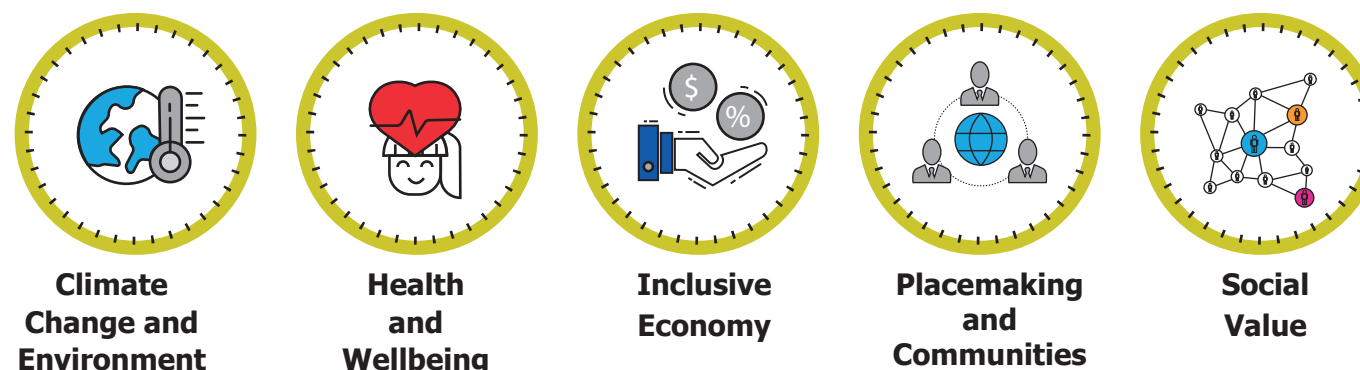 $
%
Climate
Change and
Environment
Health
and
Wellbeing
Inclusive
Economy
Placemaking
and
Communities
Social
Value